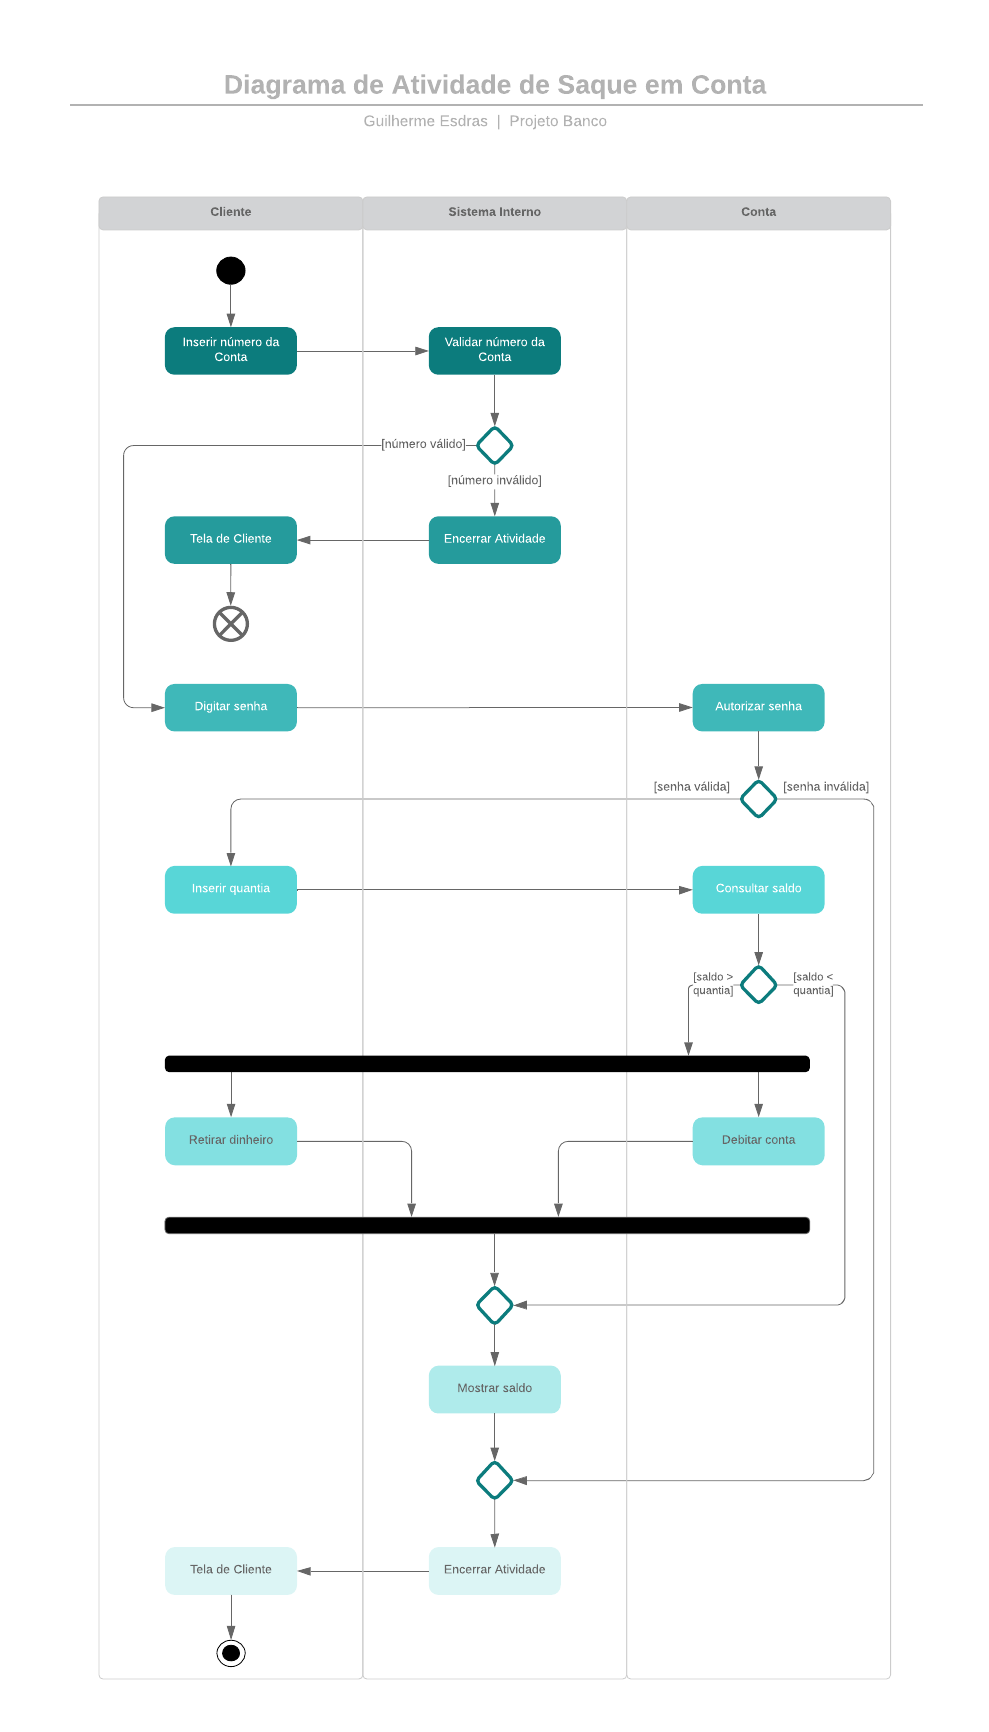 Diagrama de Atividade de Saque em Conta
Guilherme Esdras | Projeto Banco
Cliente
Sistema Interno
Conta
Inserir número da
Conta
Validar número da
Conta
[número válido]
[número inválido]
Tela de Cliente
Encerrar Atividade
Digitar senha
Autorizar senha
[senha válida]
[senha inválida]
Inserir quantia
Consultar saldo
[saldo >
quantia]
[saldo <
quantia]
Retirar dinheiro
Debitar conta
Mostrar saldo
Tela de Cliente
Encerrar Atividade